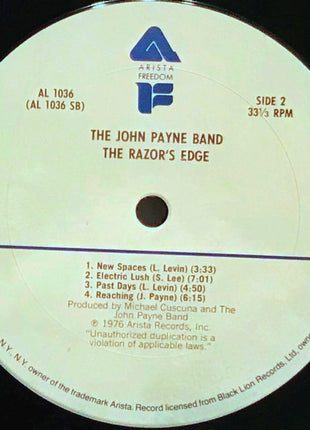 ARISTA
FREEDOM
F
AL 1036
(AL 1036 SB)
SIDE 2
33⅓ RPM
THE JOHN PAYNE BAND
THE RAZOR'S EDGE
1. New Spaces (L. Levin) (3:33)
2. Electric Lush (S. Lee) (7:01)
3. Past Days (L. Levin) (4:50)
4. Reaching (J. Payne) (6:15)
Produced by Michael Cuscuna and The
John Payne Band
℗ 1976 Arista Records, Inc.
"Unauthorized duplication is a
violation of applicable laws."
N.Y. N.Y. owner of the trademark Arista. Record licensed from Black Lion Records, Ltd., owner